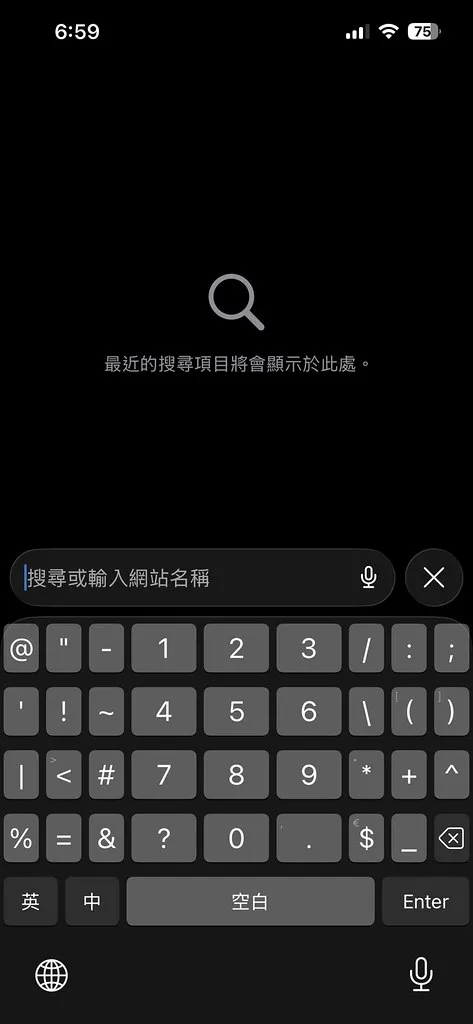 6:59
75
最近的搜尋項目將會顯示於此處。
搜尋或輸入網站名稱
@ " - 1 2 3 / : ;
' ! ~ 4 5 6 \ [ ( ] )
| > < # 7 8 9 * + ^
% = & ? 0 . € $ _
英 中 空白 Enter